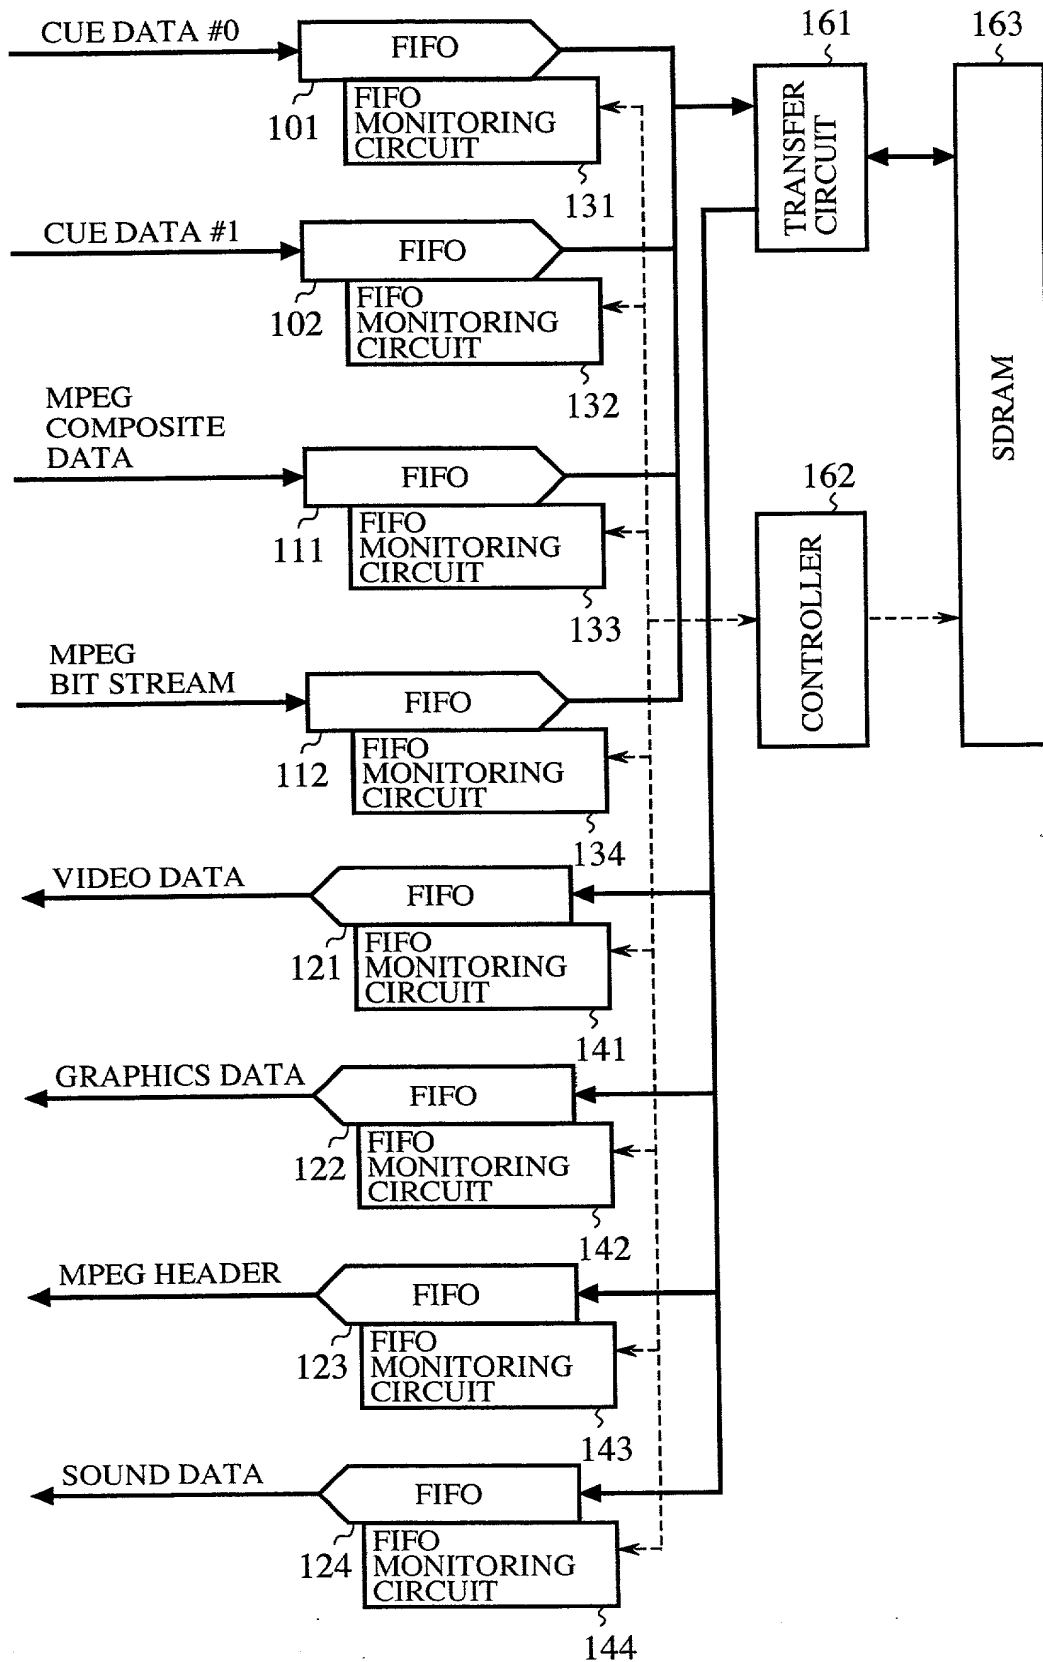 CUE DATA #0
FIFO
101
FIFO
MONITORING
CIRCUIT
131
161
TRANSFER
CIRCUIT
163
SDRAM
CUE DATA #1
FIFO
102
FIFO
MONITORING
CIRCUIT
132
MPEG
COMPOSITE
DATA
FIFO
111
FIFO
MONITORING
CIRCUIT
133
162
CONTROLLER
MPEG
BIT STREAM
FIFO
112
FIFO
MONITORING
CIRCUIT
134
VIDEO DATA
FIFO
121
FIFO
MONITORING
CIRCUIT
141
GRAPHICS DATA
FIFO
122
FIFO
MONITORING
CIRCUIT
142
MPEG HEADER
FIFO
123
FIFO
MONITORING
CIRCUIT
143
SOUND DATA
FIFO
124
FIFO
MONITORING
CIRCUIT
144